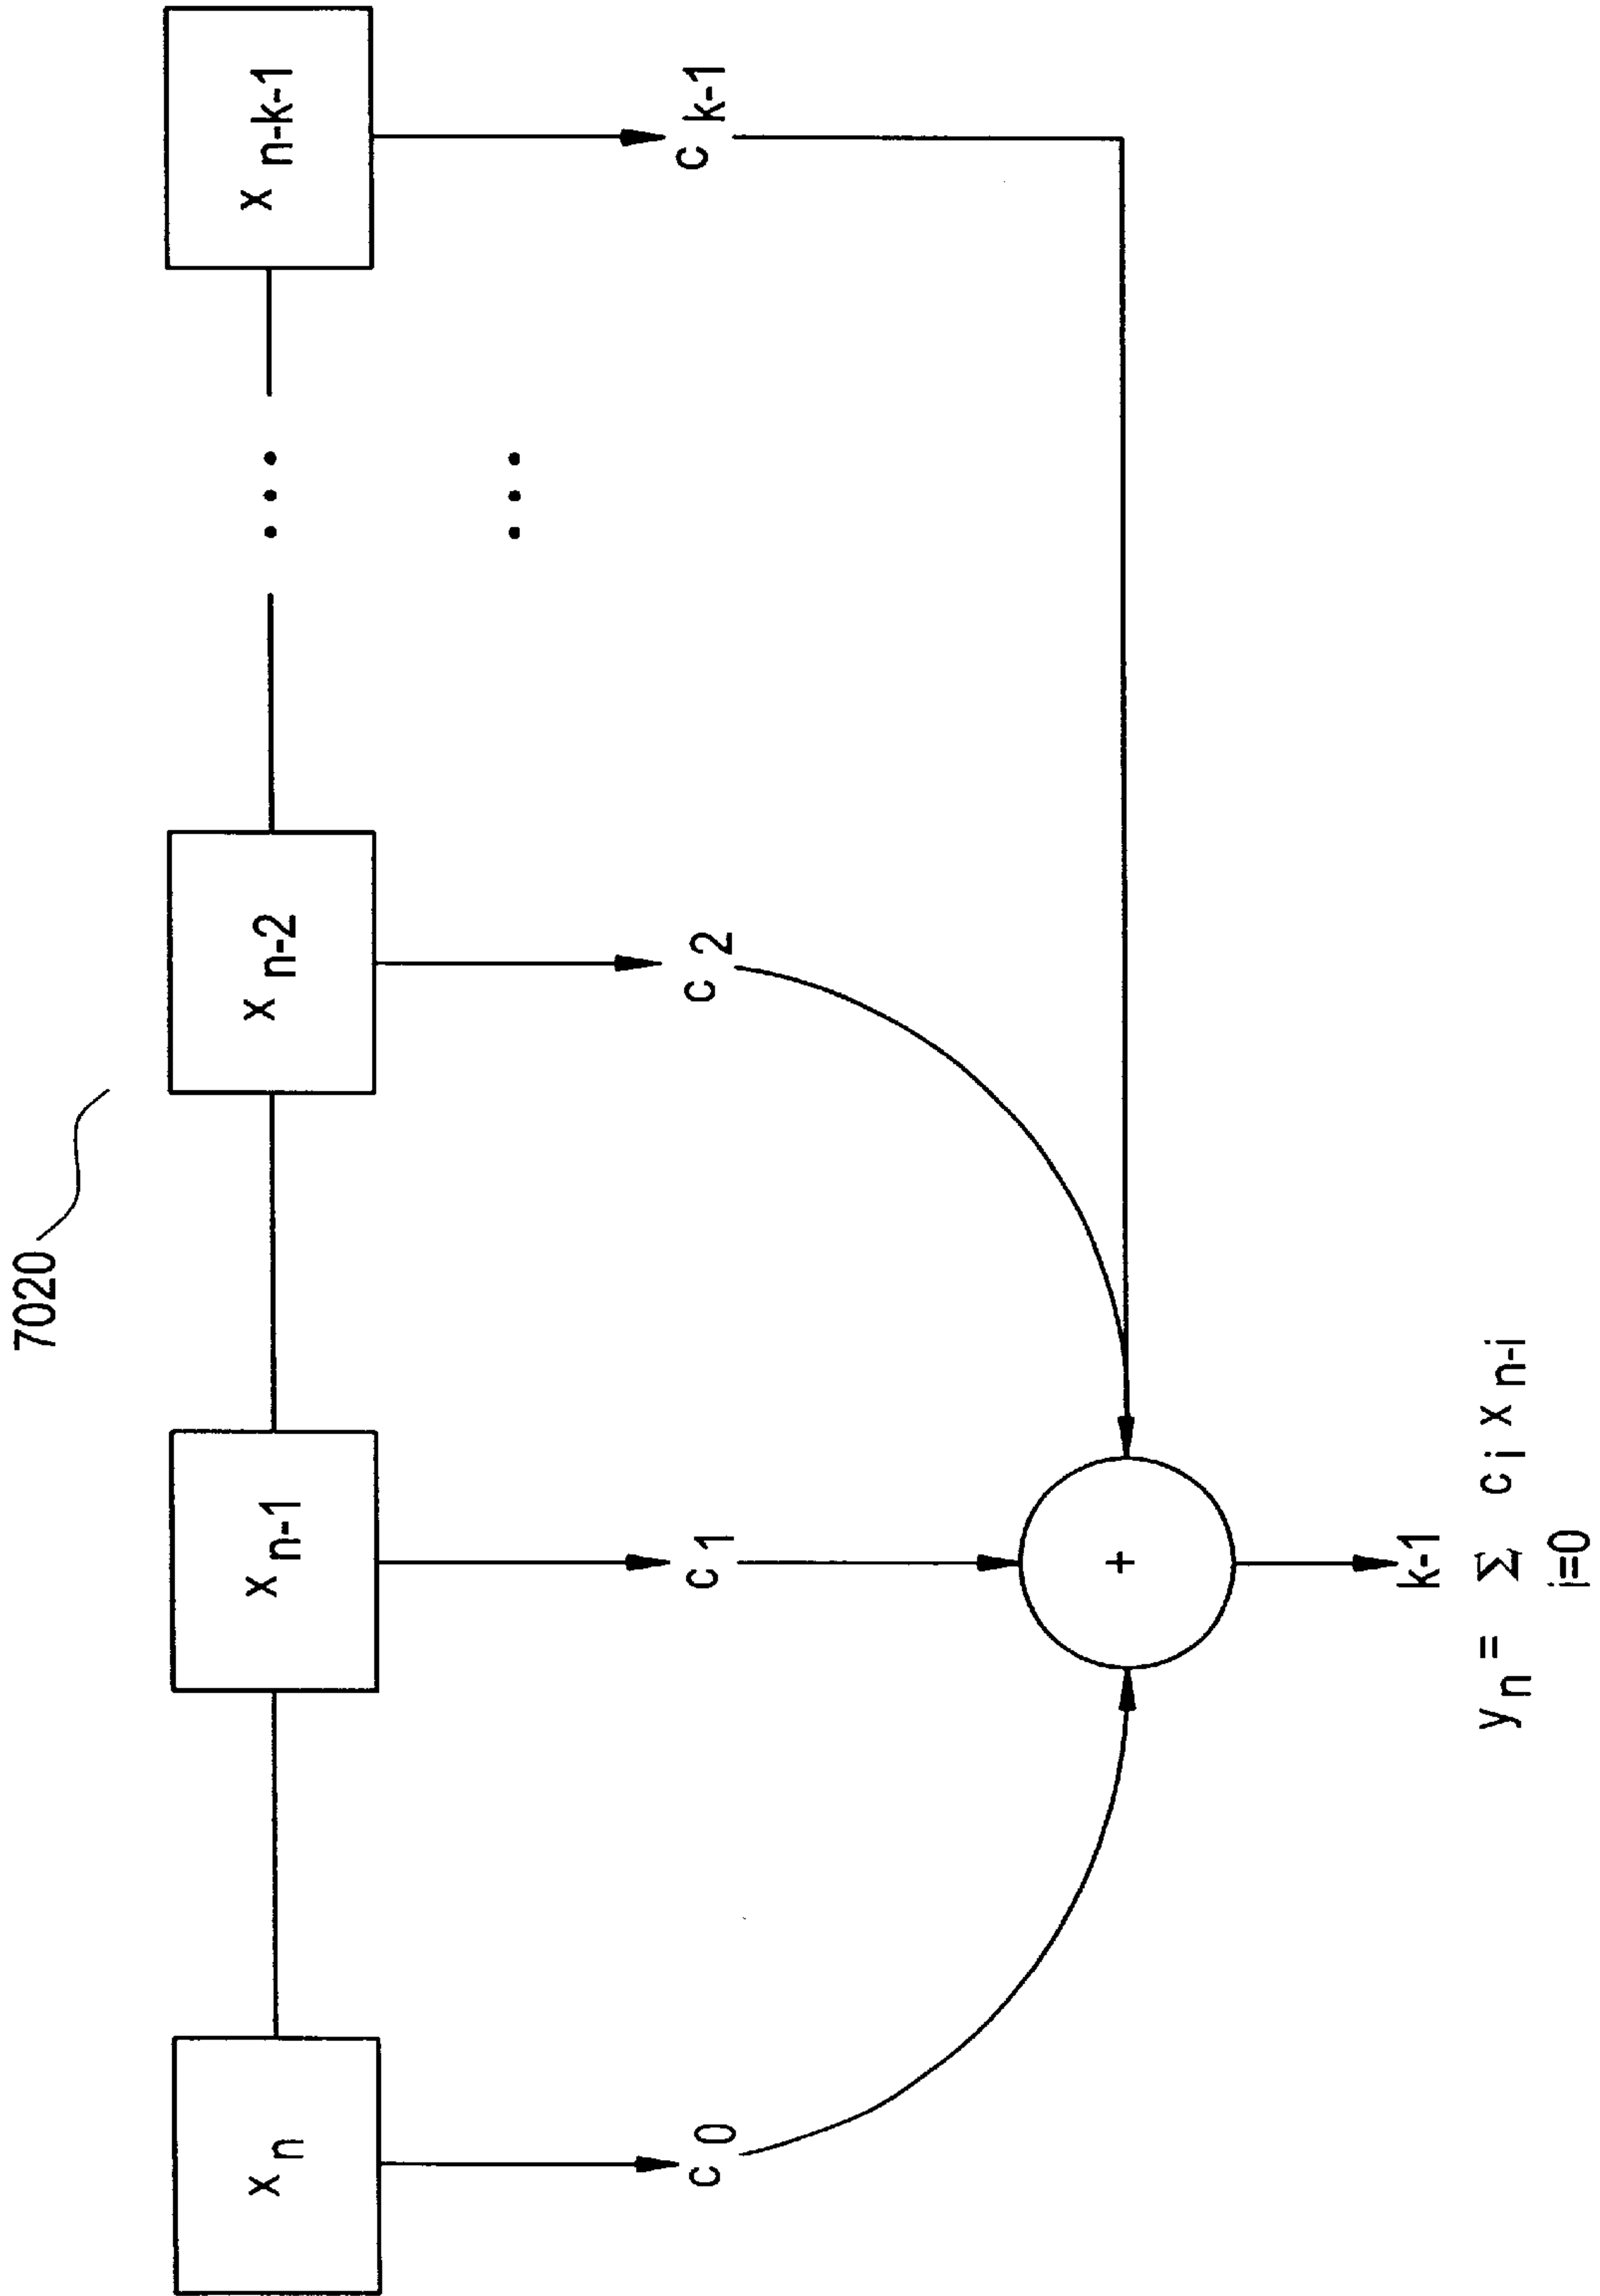 7020
x n
x n-1
x n-2
...
x n-k-1
...
c 0
c 1
c 2
c k-1
+
k-1
y n = Σ c i x n-i
i=0